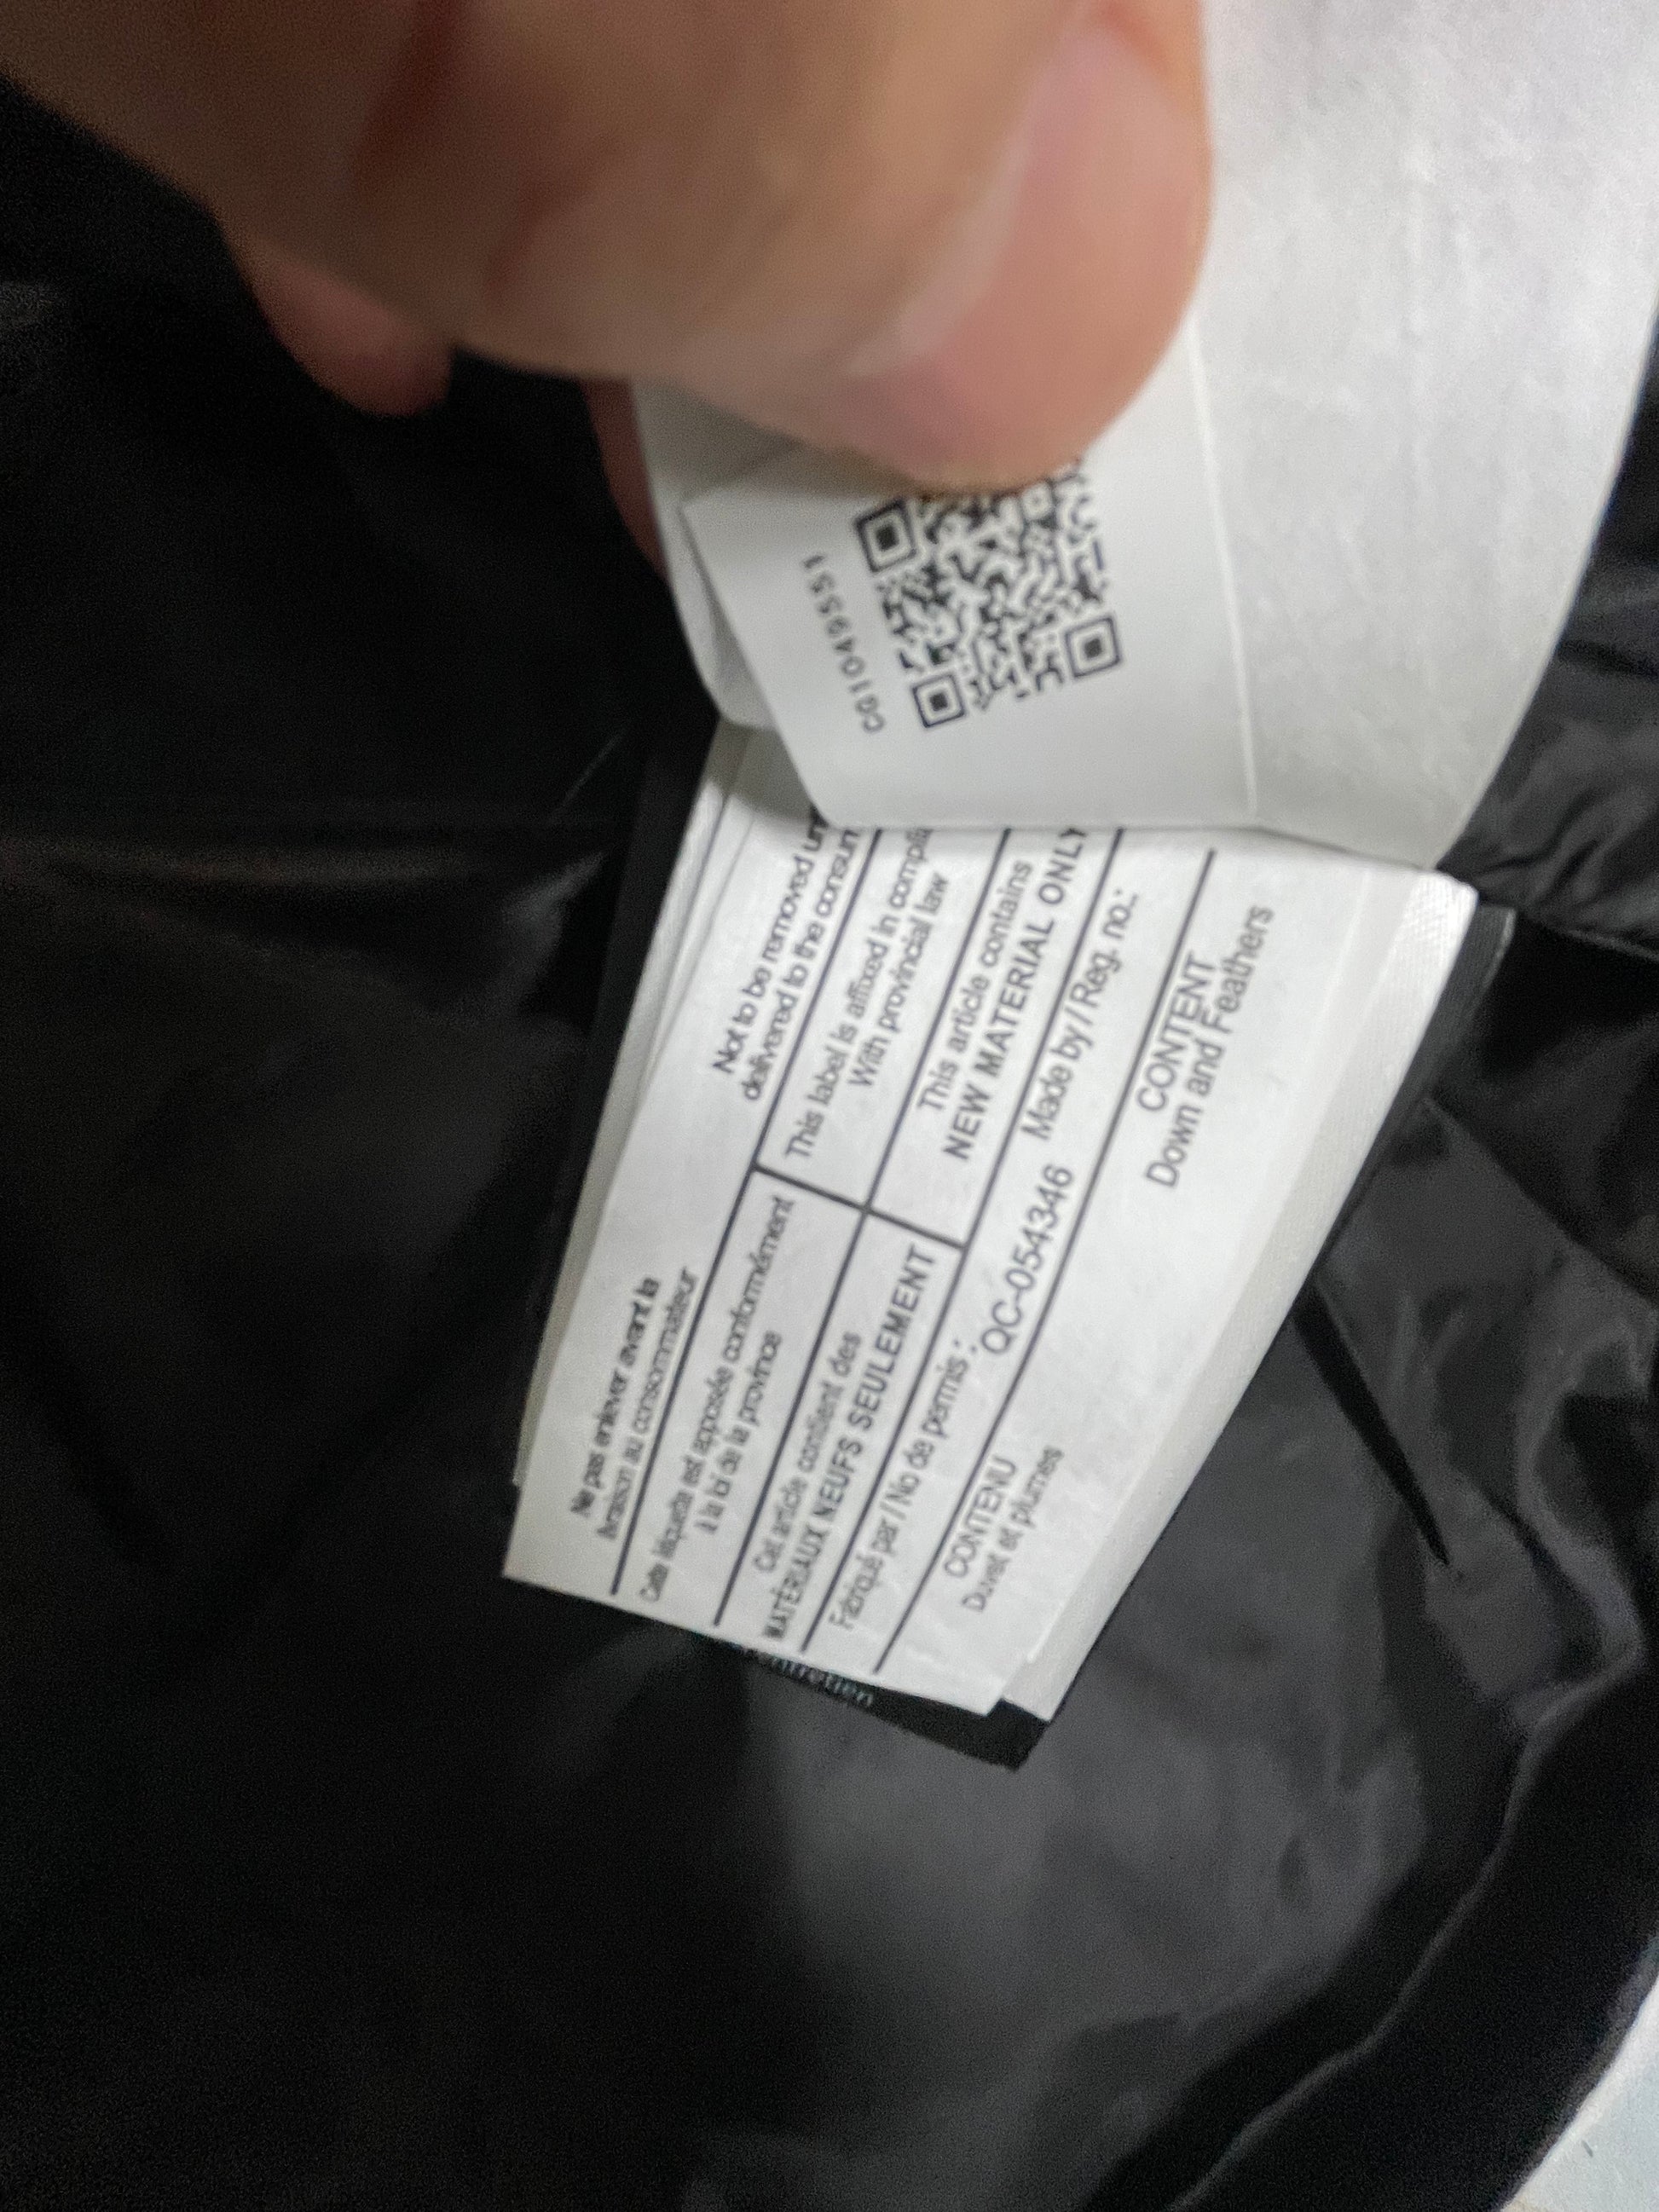 CG110495551
Ne pas enlever avant la
livraison au consommateur
Not to be removed
delivered to the
Cette étiquette est apposée conformément
à la loi de la province
This label is affixed in
With provincial law
Cet article contient des
MATÉRIAUX NEUFS SEULEMENT
This article contains
NEW MATERIAL ONLY
Fabriqué par / No de permis : QC-054346 Made by / Reg. no.:
CONTENU
Duvet et plumes
CONTENT
Down and Feathers